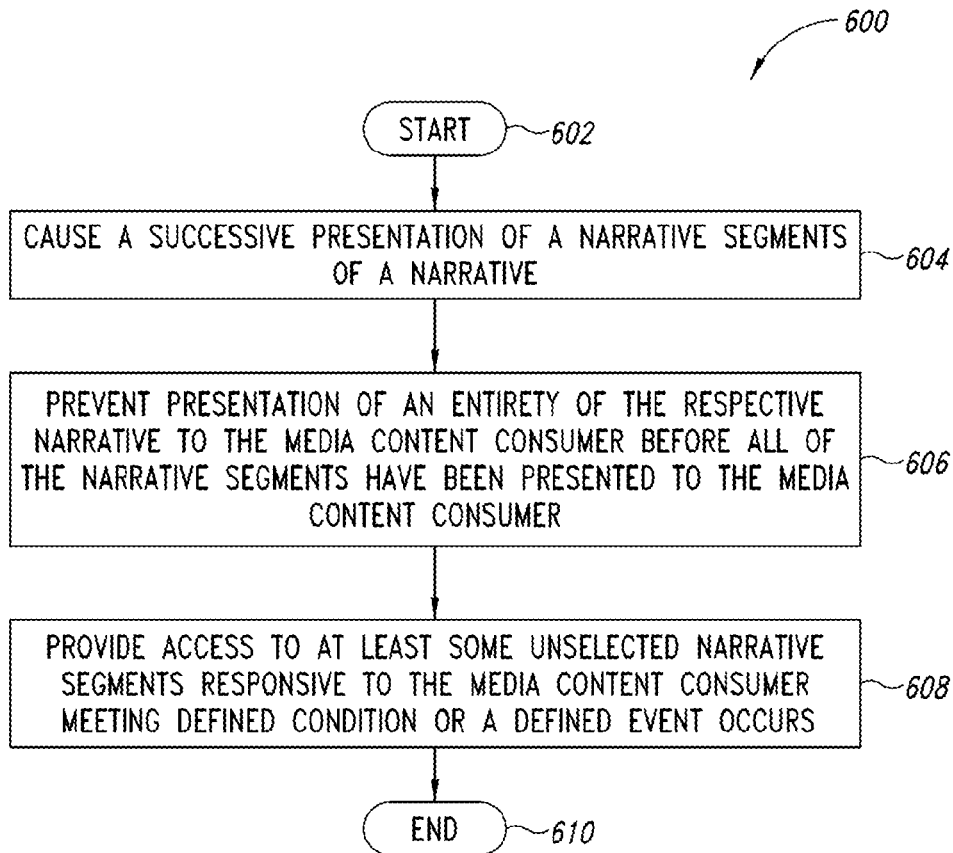 600
START
602
CAUSE A SUCCESSIVE PRESENTATION OF A NARRATIVE SEGMENTS
OF A NARRATIVE
604
PREVENT PRESENTATION OF AN ENTIRETY OF THE RESPECTIVE
NARRATIVE TO THE MEDIA CONTENT CONSUMER BEFORE ALL OF
THE NARRATIVE SEGMENTS HAVE BEEN PRESENTED TO THE MEDIA
CONTENT CONSUMER
606
PROVIDE ACCESS TO AT LEAST SOME UNSELECTED NARRATIVE
SEGMENTS RESPONSIVE TO THE MEDIA CONTENT CONSUMER
MEETING DEFINED CONDITION OR A DEFINED EVENT OCCURS
608
END
610